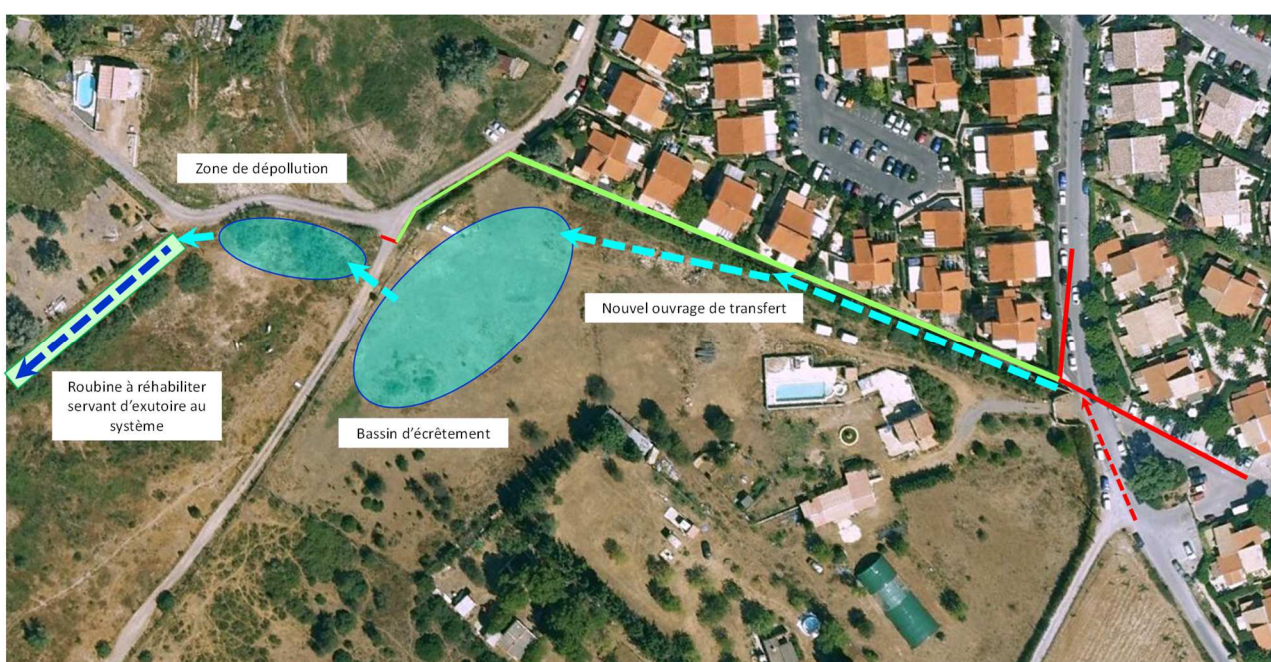 Zone de dépollution
Nouvel ouvrage de transfert
Roubine à réhabiliter
servant d'exutoire au
système
Bassin d'écrêtement